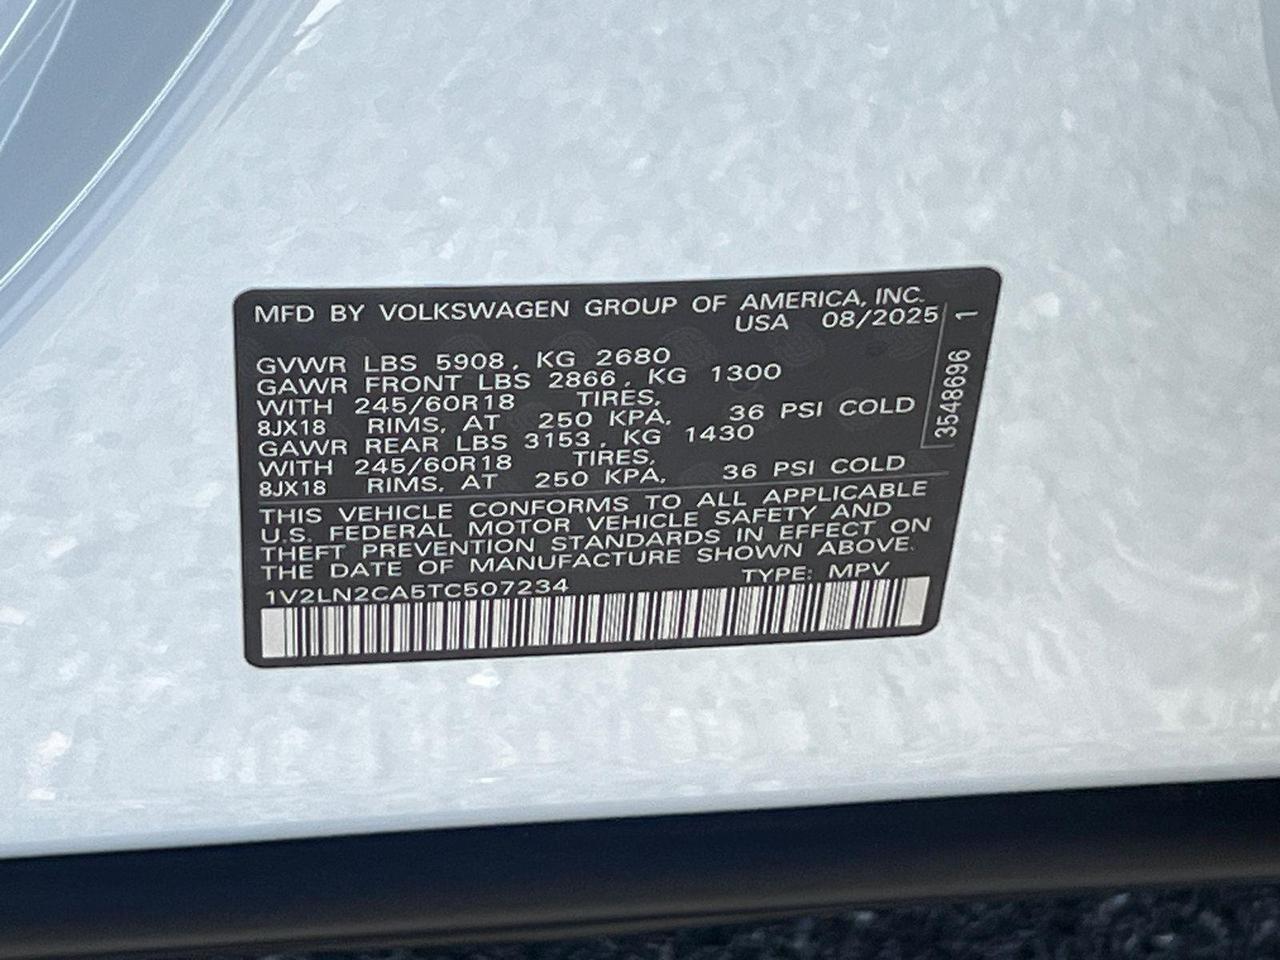 MFD BY VOLKSWAGEN GROUP OF AMERICA, INC.
USA 08/2025
GVWR LBS 5908, KG 2680
GAWR FRONT LBS 2866, KG 1300
WITH 245/60R18 TIRES,
8JX18 RIMS, AT 250 KPA, 36 PSI COLD
GAWR REAR LBS 3153, KG 1430
WITH 245/60R18 TIRES,
8JX18 RIMS, AT 250 KPA, 36 PSI COLD
THIS VEHICLE CONFORMS TO ALL APPLICABLE
U.S. FEDERAL MOTOR VEHICLE SAFETY AND
THEFT PREVENTION STANDARDS IN EFFECT ON
THE DATE OF MANUFACTURE SHOWN ABOVE.
1V2LN2CA5TC507234 TYPE: MPV
3548696 1